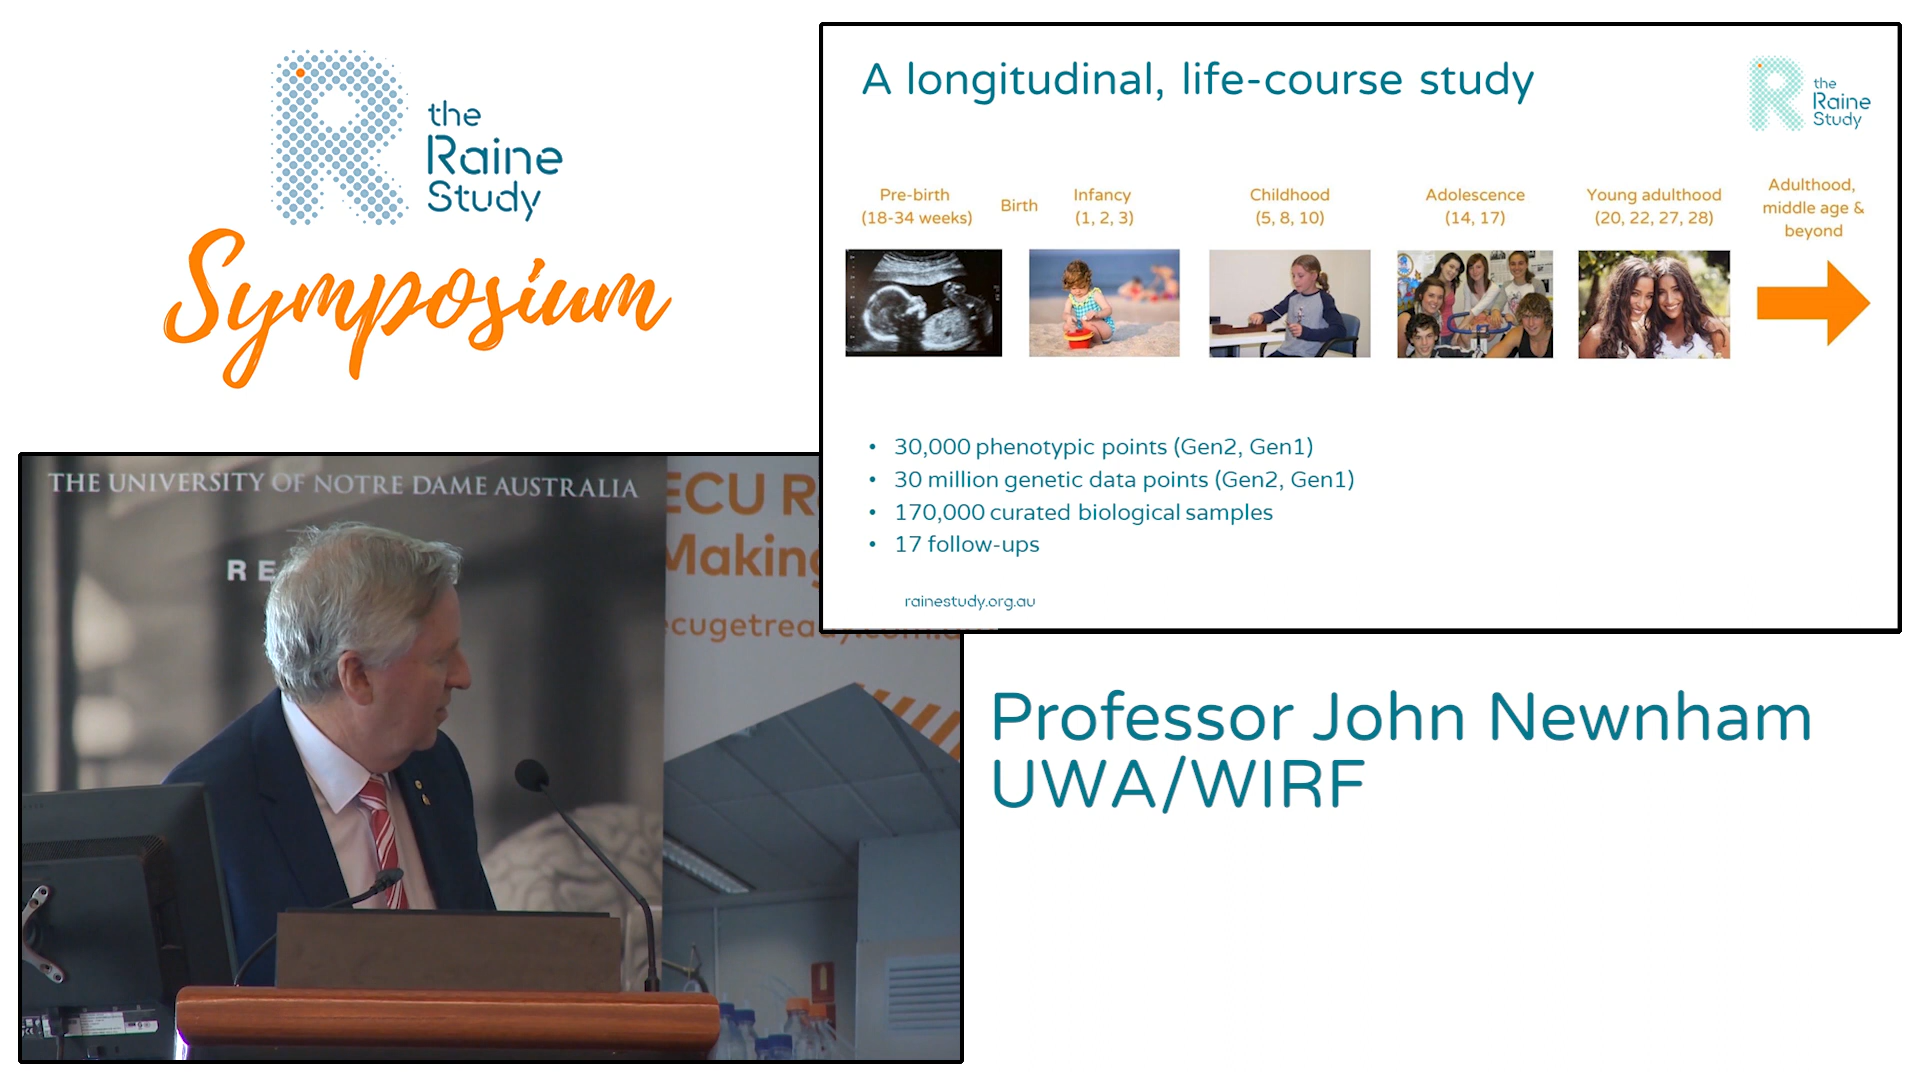 the
Raine
Study
Symposium
A longitudinal, life-course study
the
Raine
Study
Pre-birth
(18-34 weeks)
Birth
Infancy
(1, 2, 3)
Childhood
(5, 8, 10)
Adolescence
(14, 17)
Young adulthood
(20, 22, 27, 28)
Adulthood,
middle age &
beyond
• 30,000 phenotypic points (Gen2, Gen1)
• 30 million genetic data points (Gen2, Gen1)
• 170,000 curated biological samples
• 17 follow-ups
rainestudy.org.au
THE UNIVERSITY OF NOTRE DAME AUSTRALIA
RE
ECU R
Making
ecugetready.com.a
Professor John Newnham
UWA/WIRF